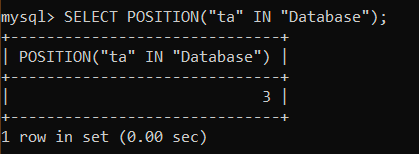 mysql> SELECT POSITION("ta" IN "Database");
+-----------------------------+
| POSITION("ta" IN "Database") |
+-----------------------------+
|                            3 |
+-----------------------------+
1 row in set (0.00 sec)